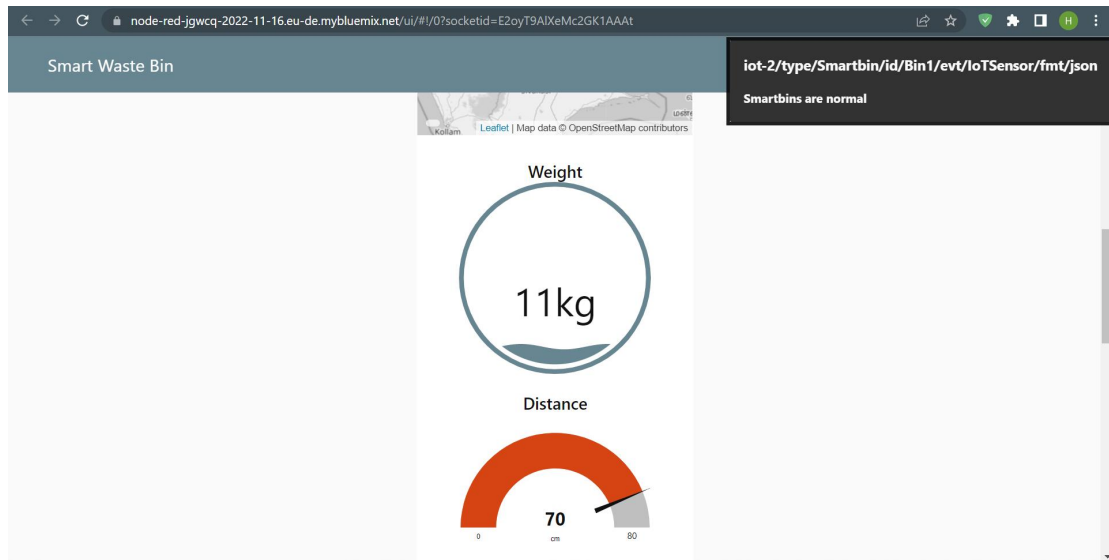 node-red-jgwcq-2022-11-16.eu-de.mybluemix.net/ui/#!/0?socketid=E2oyT9AlXeMc2GK1AAAt
H
Smart Waste Bin
iot-2/type/Smartbin/id/Bin1/evt/IoTSensor/fmt/json
Smartbins are normal
Kollam
Leaflet | Map data © OpenStreetMap contributors
Weight
11kg
Distance
70
cm
0
80